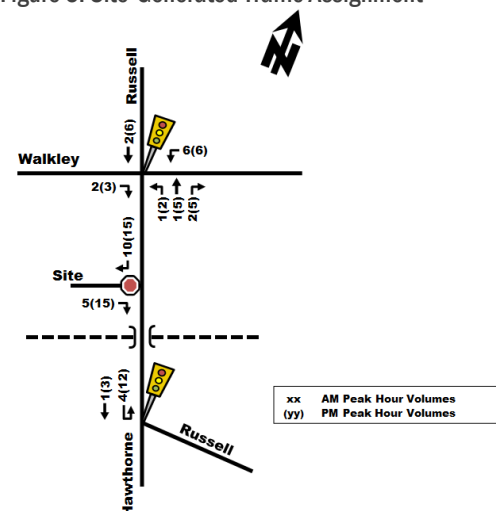 Site-Generated Traffic Assignment
Russell
2(6)
6(6)
Walkley
2(3)
1(2)
1(5)
2(5)
10(15)
Site
5(15)
1(3)
4(12)
xx AM Peak Hour Volumes
(yy) PM Peak Hour Volumes
Russell
Hawthorne
N